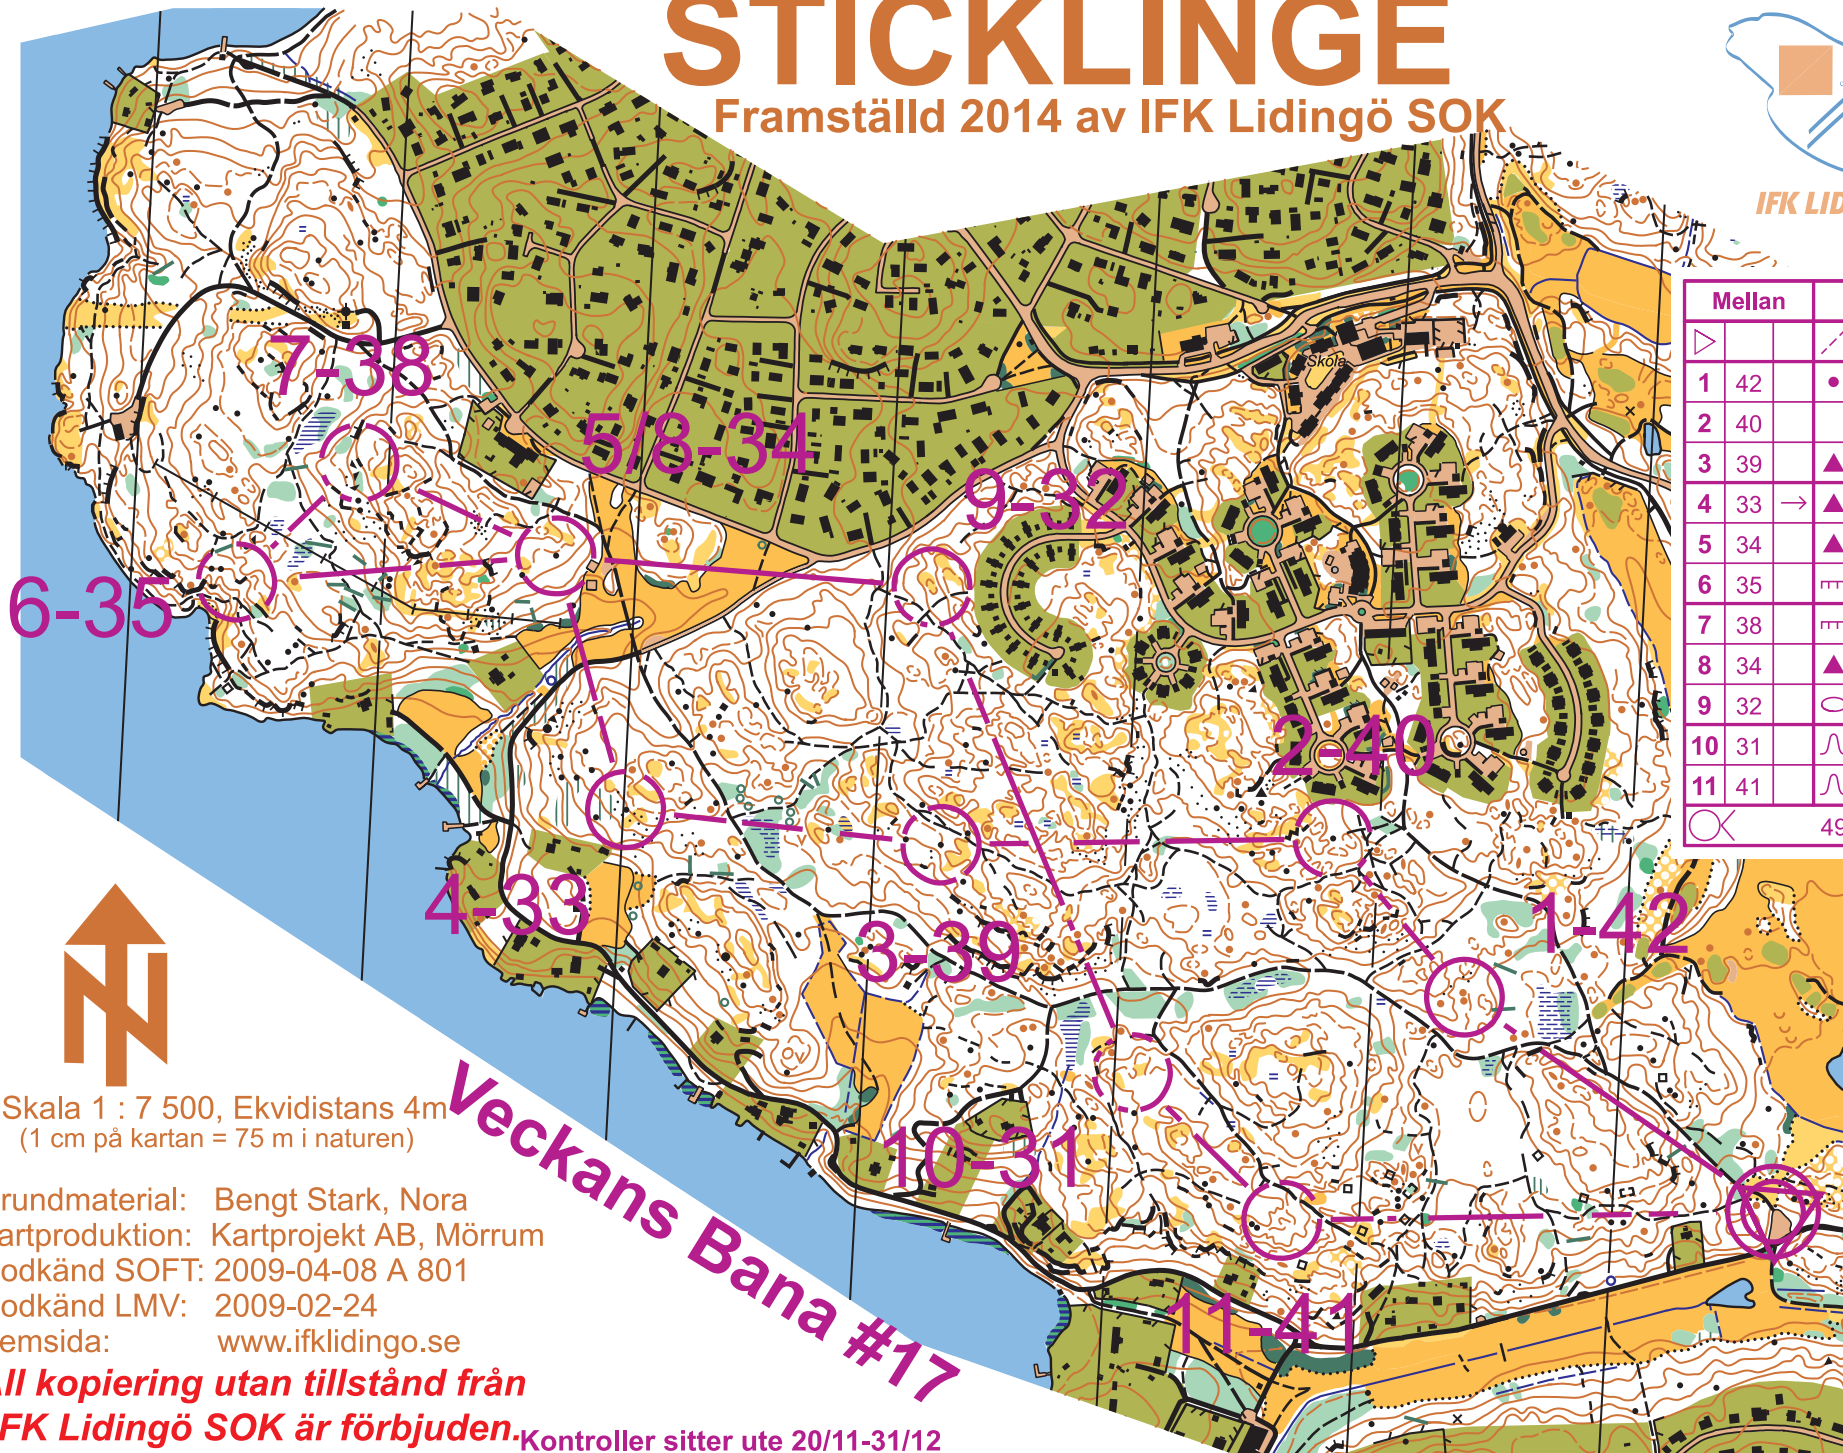 STICKLINGE
Framställd 2014 av IFK Lidingö SOK
IFK LID
Mellan
1 42
2 40
3 39
4 33
5 34
6 35
7 38
8 34
9 32
10 31
11 41
49
Skola
7-38
5/8-34
9-32
6-35
2-40
4-33
3-39
1-42
10-31
11-41
Skala 1 : 7 500, Ekvidistans 4m
(1 cm på kartan = 75 m i naturen)
rundmaterial: Bengt Stark, Nora
artproduktion: Kartprojekt AB, Mörrum
odkänd SOFT: 2009-04-08 A 801
odkänd LMV: 2009-02-24
emsida: www.ifklidingo.se
All kopiering utan tillstånd från
IFK Lidingö SOK är förbjuden.
Veckans Bana #17
Kontroller sitter ute 20/11-31/12